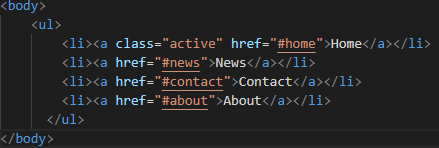 <body>
<ul>
<li><a class="active" href="#home">Home</a></li>
<li><a href="#news">News</a></li>
<li><a href="#contact">Contact</a></li>
<li><a href="#about">About</a></li>
</ul>
</body>